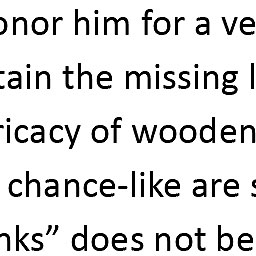 onor him for a ve
tain the missing l
ricacy of wooden
chance-like are s
nks” does not be